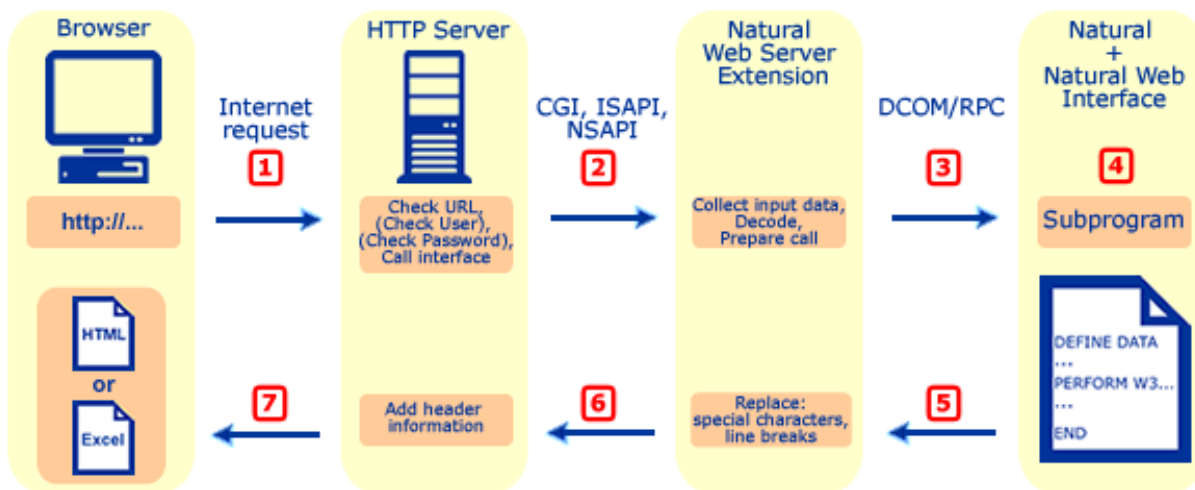 Browser
http://...
HTML
or
Excel
Internet
request
1
7
HTTP Server
Check URL,
(Check User),
(Check Password),
Call interface
Add header
information
CGI, ISAPI,
NSAPI
2
6
Natural
Web Server
Extension
Collect input data,
Decode,
Prepare call
Replace:
special characters,
line breaks
DCOM/RPC
3
5
Natural
+
Natural Web
Interface
4
Subprogram
DEFINE DATA
...
PERFORM W3...
...
END